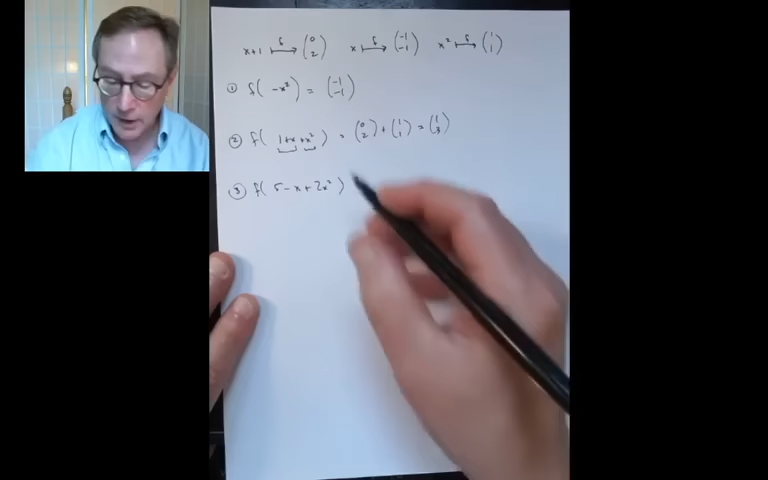 x+1 ↦ᶠ (0 2) x ↦ᶠ (-1 -1) x² ↦ᶠ (1 1)
① f( -x² ) = (-1 -1)
② f( 1+x+x² ) = (0 2) + (1 1) = (1 3)
③ f( 5-x+2x² )